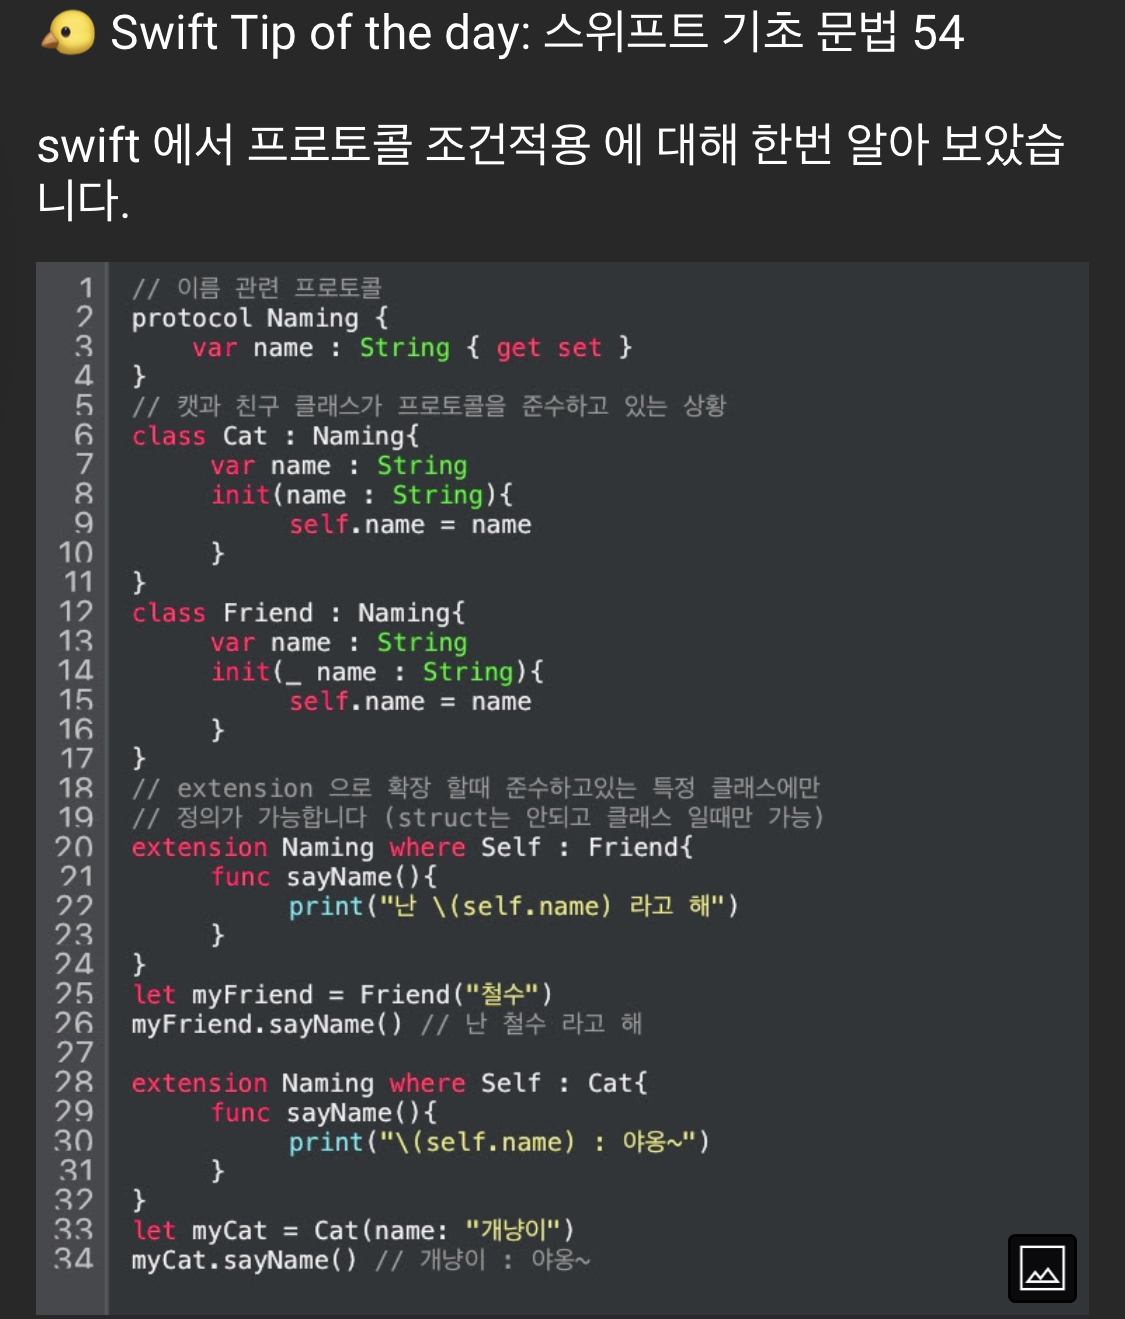 🐤 Swift Tip of the day: 스위프트 기초 문법 54
swift 에서 프로토콜 조건적용 에 대해 한번 알아 보았습
니다.
1 // 이름 관련 프로토콜
2 protocol Naming {
3     var name : String { get set }
4 }
5 // 캣과 친구 클래스가 프로토콜을 준수하고 있는 상황
6 class Cat : Naming{
7     var name : String
8     init(name : String){
9         self.name = name
10     }
11 }
12 class Friend : Naming{
13     var name : String
14     init(_ name : String){
15         self.name = name
16     }
17 }
18 // extension 으로 확장 할때 준수하고있는 특정 클래스에만
19 // 정의가 가능합니다 (struct는 안되고 클래스 일때만 가능)
20 extension Naming where Self : Friend{
21     func sayName(){
22         print("난 \(self.name) 라고 해")
23     }
24 }
25 let myFriend = Friend("철수")
26 myFriend.sayName() // 난 철수 라고 해
27
28 extension Naming where Self : Cat{
29     func sayName(){
30         print("\(self.name) : 야옹~")
31     }
32 }
33 let myCat = Cat(name: "개냥이")
34 myCat.sayName() // 개냥이 : 야옹~